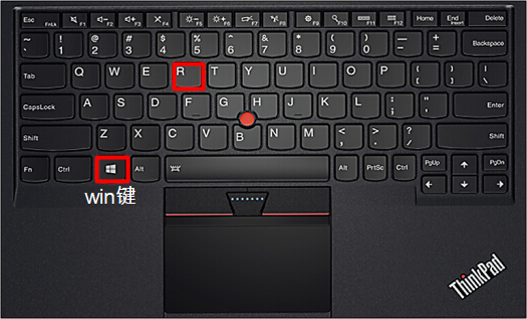 Esc FnLk F1 F2 F3 F4 F5 F6 F7 F8 F9 F10 F11 F12 Home End Insert Delete
~ ` ! 1 @ 2 # 3 $ 4 % 5 ^ 6 & 7 * 8 ( 9 ) 0 — - + = Backspace
Tab Q W E R T Y U I O P { [ } ] | \
CapsLock A S D F G H J K L : ; " ' Enter
Shift Z X C V B N M < , > . ? / Shift
Fn Ctrl Alt Alt PrtSc Ctrl PgUp PgDn
win键
ThinkPad